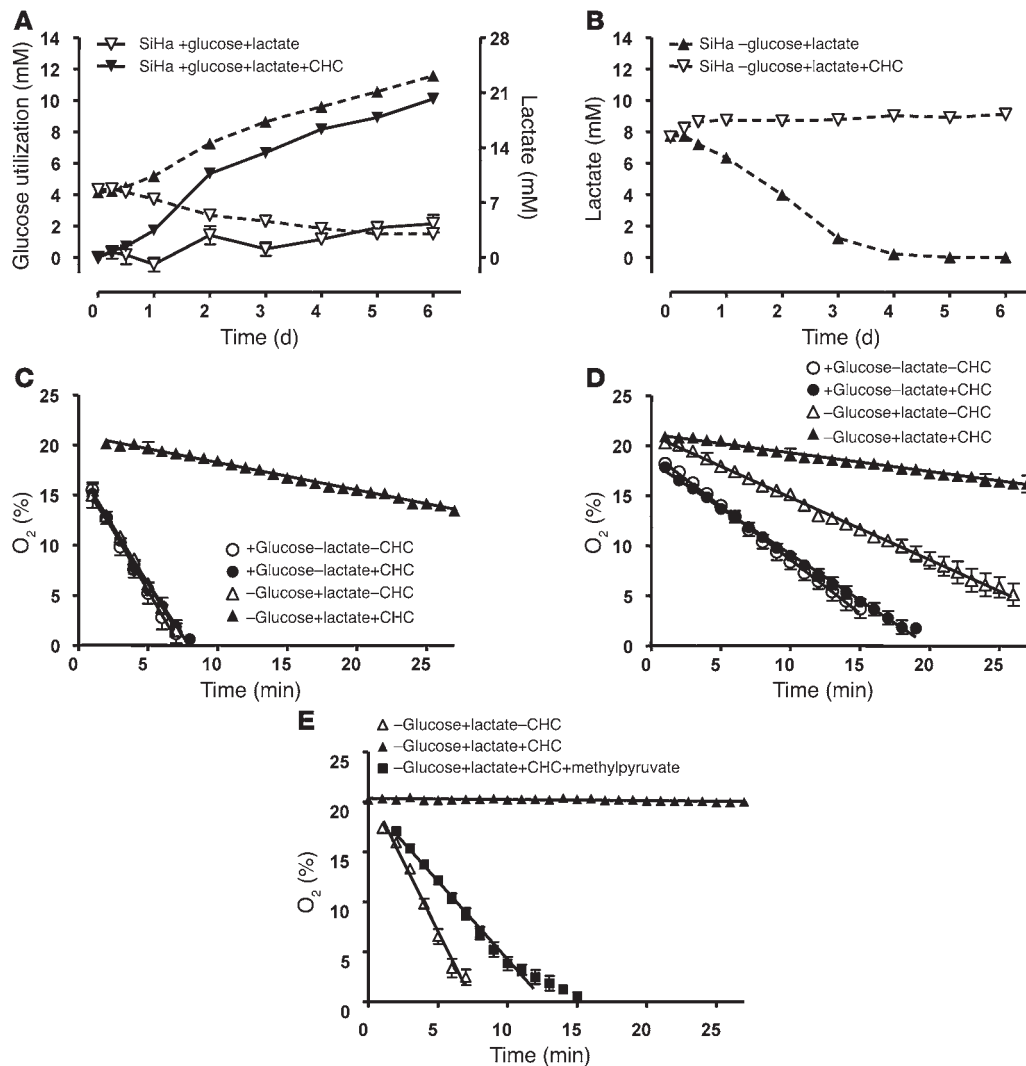 A
SiHa +glucose+lactate
SiHa +glucose+lactate+CHC
Glucose utilization (mM)
14
12
10
8
6
4
2
0
28
21
14
7
0
Lactate (mM)
0 1 2 3 4 5 6
Time (d)
B
SiHa –glucose+lactate
SiHa –glucose+lactate+CHC
Lactate (mM)
14
12
10
8
6
4
2
0
0 1 2 3 4 5 6
Time (d)
C
O2 (%)
25
20
15
10
5
0
+Glucose–lactate–CHC
+Glucose–lactate+CHC
–Glucose+lactate–CHC
–Glucose+lactate+CHC
0 5 10 15 20 25
Time (min)
D
+Glucose–lactate–CHC
+Glucose–lactate+CHC
–Glucose+lactate–CHC
–Glucose+lactate+CHC
O2 (%)
25
20
15
10
5
0
0 5 10 15 20 25
Time (min)
E
–Glucose+lactate–CHC
–Glucose+lactate+CHC
–Glucose+lactate+CHC+methylpyruvate
O2 (%)
25
20
15
10
5
0
0 5 10 15 20 25
Time (min)